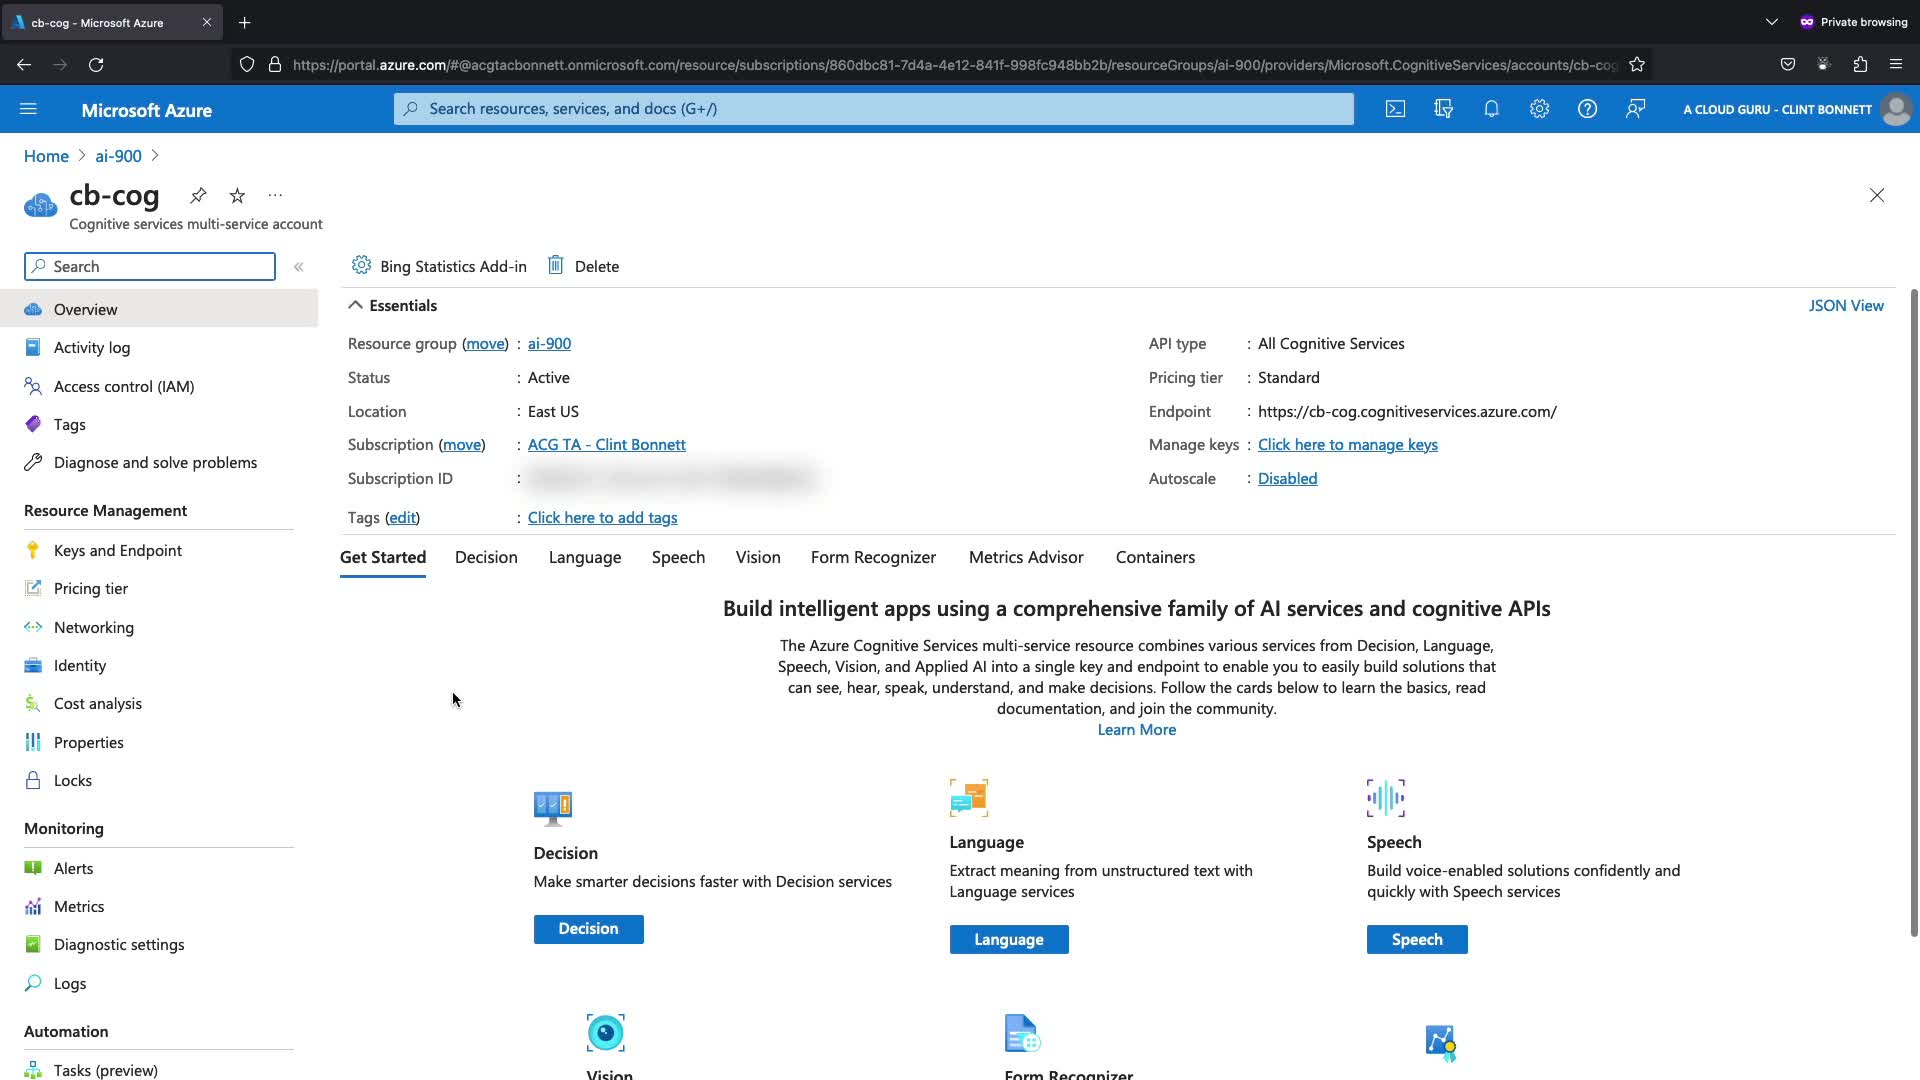 cb-cog - Microsoft Azure
Private browsing
https://portal.azure.com/#@acgtacbonnett.onmicrosoft.com/resource/subscriptions/860dbc81-7d4a-4e12-841f-998fc948bb2b/resourceGroups/ai-900/providers/Microsoft.CognitiveServices/accounts/cb-cog
Microsoft Azure
Search resources, services, and docs (G+/)
A CLOUD GURU - CLINT BONNETT
Home > ai-900 >
cb-cog
Cognitive services multi-service account
Search
Overview
Activity log
Access control (IAM)
Tags
Diagnose and solve problems
Resource Management
Keys and Endpoint
Pricing tier
Networking
Identity
Cost analysis
Properties
Locks
Monitoring
Alerts
Metrics
Diagnostic settings
Logs
Automation
Tasks (preview)
Bing Statistics Add-in
Delete
Essentials
JSON View
Resource group (move) : ai-900
Status : Active
Location : East US
Subscription (move) : ACG TA - Clint Bonnett
Subscription ID :
Tags (edit) : Click here to add tags
API type : All Cognitive Services
Pricing tier : Standard
Endpoint : https://cb-cog.cognitiveservices.azure.com/
Manage keys : Click here to manage keys
Autoscale : Disabled
Get Started Decision Language Speech Vision Form Recognizer Metrics Advisor Containers
Build intelligent apps using a comprehensive family of AI services and cognitive APIs
The Azure Cognitive Services multi-service resource combines various services from Decision, Language,
Speech, Vision, and Applied AI into a single key and endpoint to enable you to easily build solutions that
can see, hear, speak, understand, and make decisions. Follow the cards below to learn the basics, read
documentation, and join the community.
Learn More
Decision
Make smarter decisions faster with Decision services
Decision
Language
Extract meaning from unstructured text with
Language services
Language
Speech
Build voice-enabled solutions confidently and
quickly with Speech services
Speech
Vision
Form Recognizer